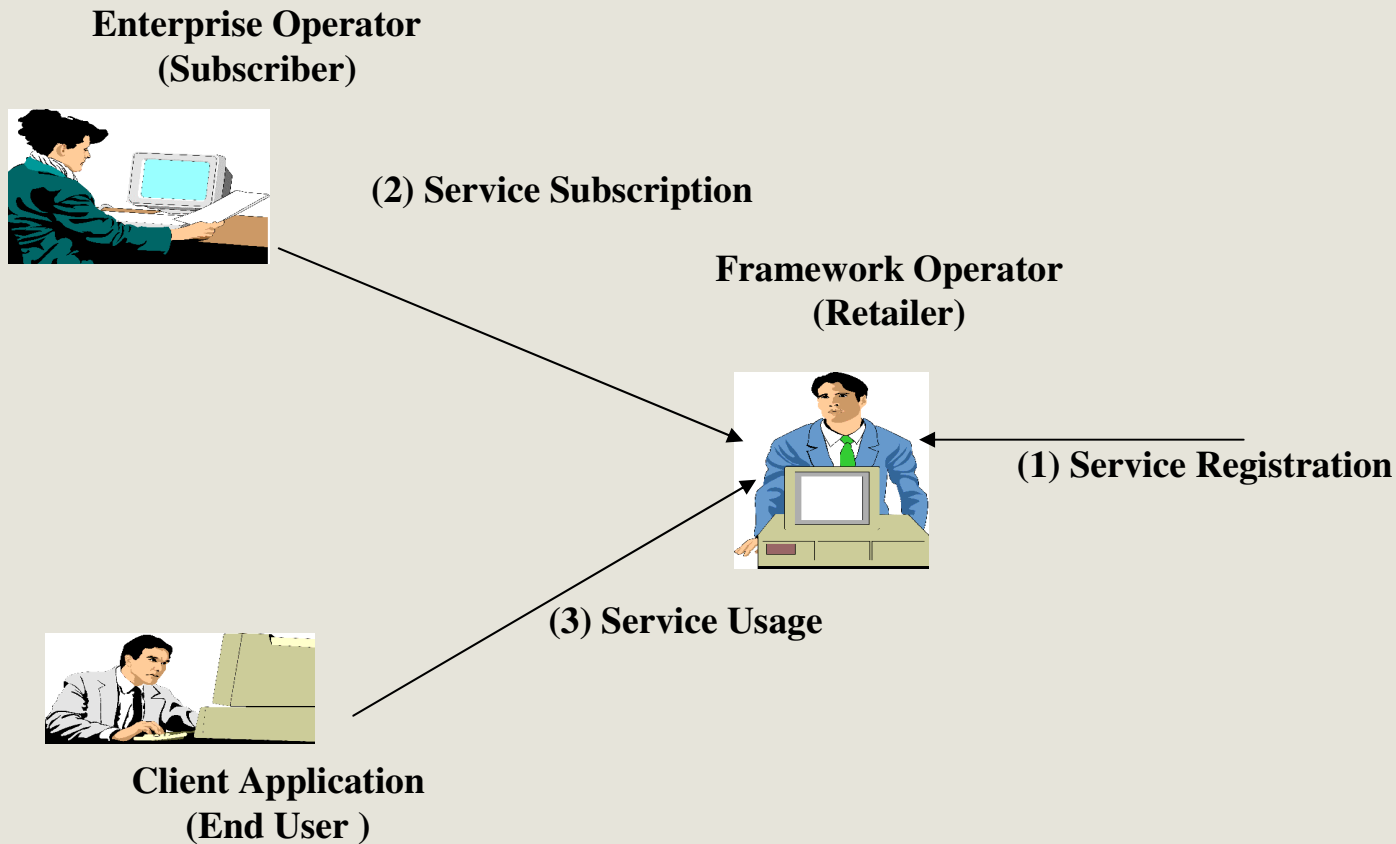 Enterprise Operator
(Subscriber)
(2) Service Subscription
Framework Operator
(Retailer)
(1) Service Registration
(3) Service Usage
Client Application
(End User )